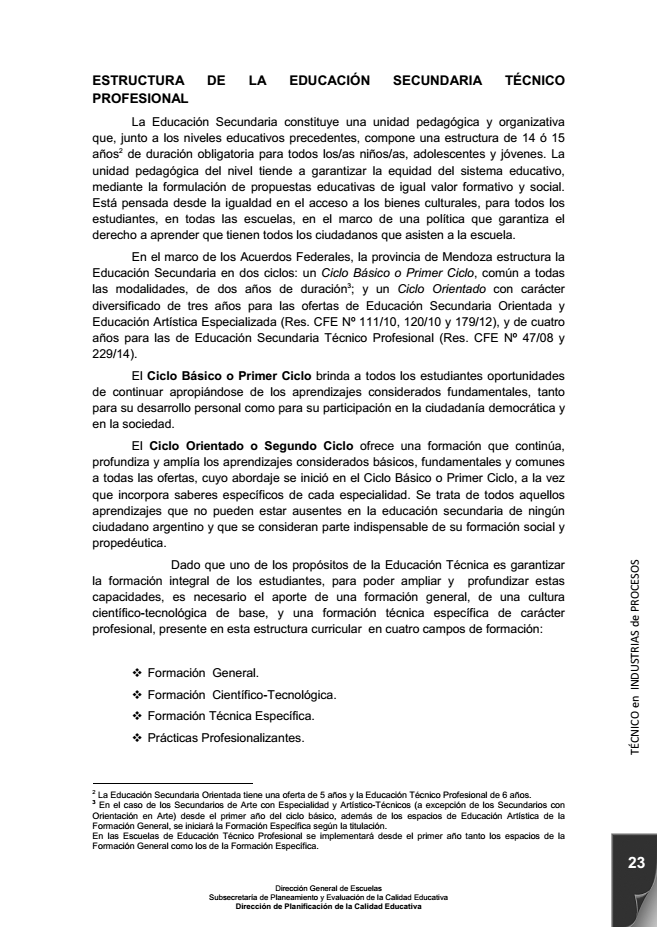 ESTRUCTURA DE LA EDUCACIÓN SECUNDARIA TÉCNICO
PROFESIONAL
La Educación Secundaria constituye una unidad pedagógica y organizativa
que, junto a los niveles educativos precedentes, compone una estructura de 14 ó 15
años² de duración obligatoria para todos los/as niños/as, adolescentes y jóvenes. La
unidad pedagógica del nivel tiende a garantizar la equidad del sistema educativo,
mediante la formulación de propuestas educativas de igual valor formativo y social.
Está pensada desde la igualdad en el acceso a los bienes culturales, para todos los
estudiantes, en todas las escuelas, en el marco de una política que garantiza el
derecho a aprender que tienen todos los ciudadanos que asisten a la escuela.
En el marco de los Acuerdos Federales, la provincia de Mendoza estructura la
Educación Secundaria en dos ciclos: un Ciclo Básico o Primer Ciclo, común a todas
las modalidades, de dos años de duración³; y un Ciclo Orientado con carácter
diversificado de tres años para las ofertas de Educación Secundaria Orientada y
Educación Artística Especializada (Res. CFE Nº 111/10, 120/10 y 179/12), y de cuatro
años para las de Educación Secundaria Técnico Profesional (Res. CFE Nº 47/08 y
229/14).
El Ciclo Básico o Primer Ciclo brinda a todos los estudiantes oportunidades
de continuar apropiándose de los aprendizajes considerados fundamentales, tanto
para su desarrollo personal como para su participación en la ciudadanía democrática y
en la sociedad.
El Ciclo Orientado o Segundo Ciclo ofrece una formación que continúa,
profundiza y amplía los aprendizajes considerados básicos, fundamentales y comunes
a todas las ofertas, cuyo abordaje se inició en el Ciclo Básico o Primer Ciclo, a la vez
que incorpora saberes específicos de cada especialidad. Se trata de todos aquellos
aprendizajes que no pueden estar ausentes en la educación secundaria de ningún
ciudadano argentino y que se consideran parte indispensable de su formación social y
propedéutica.
Dado que uno de los propósitos de la Educación Técnica es garantizar
la formación integral de los estudiantes, para poder ampliar y profundizar estas
capacidades, es necesario el aporte de una formación general, de una cultura
científico-tecnológica de base, y una formación técnica específica de carácter
profesional, presente en esta estructura curricular en cuatro campos de formación:
❖ Formación General.
❖ Formación Científico-Tecnológica.
❖ Formación Técnica Específica.
❖ Prácticas Profesionalizantes.
² La Educación Secundaria Orientada tiene una oferta de 5 años y la Educación Técnico Profesional de 6 años.
³ En el caso de los Secundarios de Arte con Especialidad y Artístico-Técnicos (a excepción de los Secundarios con
Orientación en Arte) desde el primer año del ciclo básico, además de los espacios de Educación Artística de la
Formación General, se iniciará la Formación Específica según la titulación.
En las Escuelas de Educación Técnico Profesional se implementará desde el primer año tanto los espacios de la
Formación General como los de la Formación Específica.
TÉCNICO en INDUSTRIAS de PROCESOS
23
Dirección General de Escuelas
Subsecretaría de Planeamiento y Evaluación de la Calidad Educativa
Dirección de Planificación de la Calidad Educativa